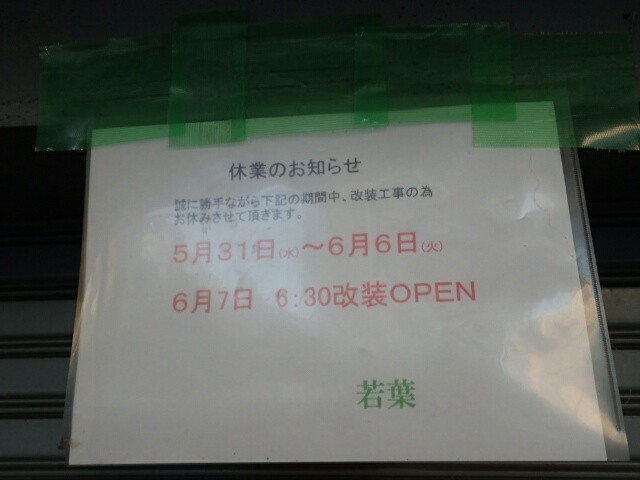 休業のお知らせ
誠に勝手ながら下記の期間中、改装工事の為
お休みさせて頂きます。
5月31日(水)～6月6日(火)
6月7日 6:30改装OPEN
若葉